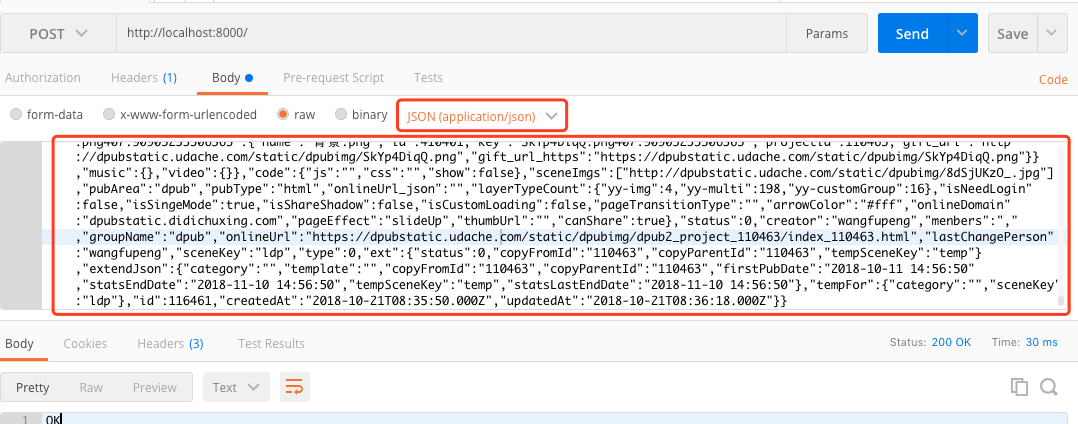 POST http://localhost:8000/ Params Send Save
Authorization Headers (1) Body Pre-request Script Tests Code
form-data x-www-form-urlencoded raw binary JSON (application/json)
//dpubstatic.udache.com/static/dpubimg/SkYp4DiqQ.png","gift_url_https":"https://dpubstatic.udache.com/static/dpubimg/SkYp4DiqQ.png"}}
,"music":{},"video":{}},"code":{"js":"","css":"","show":false},"sceneImgs":["http://dpubstatic.udache.com/static/dpubimg/8dSjUKzO_.jpg"]
,"pubArea":"dpub","pubType":"html","onlineUrl_json":"","layerTypeCount":{"yy-img":4,"yy-multi":198,"yy-customGroup":16},"isNeedLogin"
:false,"isSingeMode":true,"isShareShadow":false,"isCustomLoading":false,"pageTransitionType":"","arrowColor":"#fff","onlineDomain"
:"dpubstatic.didichuxing.com","pageEffect":"slideUp","thumbUrl":"","canShare":true},"status":0,"creator":"wangfupeng","menbers":","
,"groupName":"dpub","onlineUrl":"https://dpubstatic.udache.com/static/dpubimg/dpub2_project_110463/index_110463.html","lastChangePerson"
:"wangfupeng","sceneKey":"ldp","type":0,"ext":{"status":0,"copyFromId":"110463","copyParentId":"110463","tempSceneKey":"temp"}
,"extendJson":{"category":"","template":"","copyFromId":"110463","copyParentId":"110463","firstPubDate":"2018-10-11 14:56:50"
,"statsEndDate":"2018-11-10 14:56:50","tempSceneKey":"temp","statsLastEndDate":"2018-11-10 14:56:50"},"tempFor":{"category":"","sceneKey"
:"ldp"},"id":116461,"createdAt":"2018-10-21T08:35:50.000Z","updatedAt":"2018-10-21T08:36:18.000Z"}}
Body Cookies Headers (3) Test Results Status: 200 OK Time: 30 ms
Pretty Raw Preview Text
1 OK